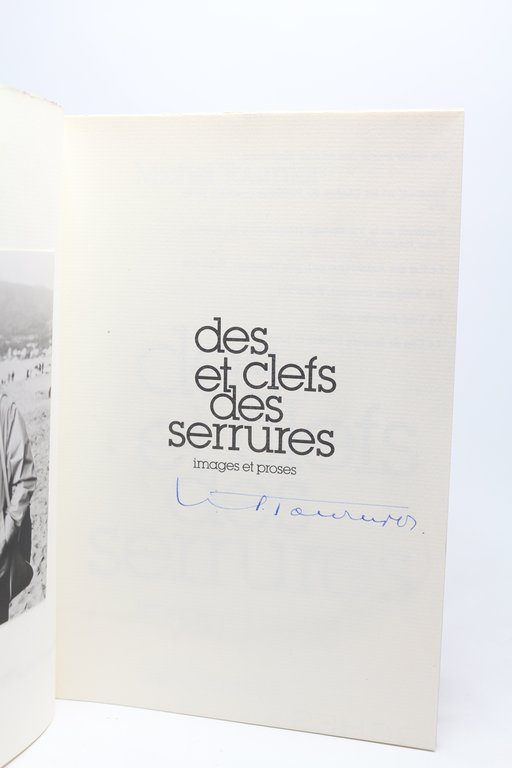 des
et clefs
des
serrures
images et proses